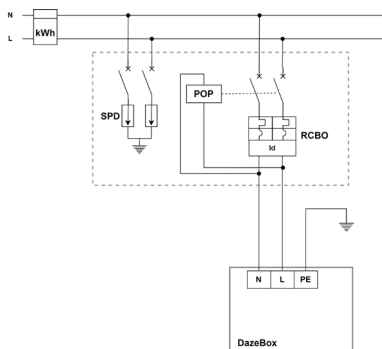 N
L
kWh
SPD
POP
RCBO
Id
N L PE
DazeBox